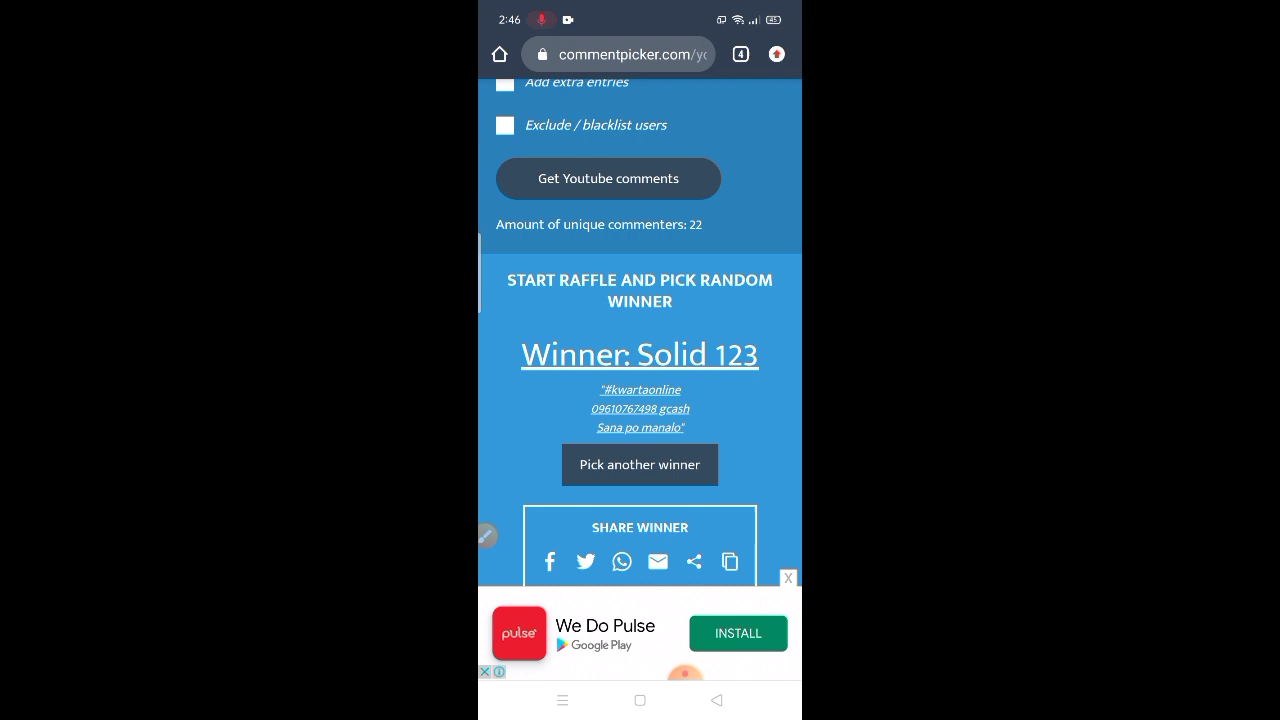 2:46
45
commentpicker.com/yo
4
Add extra entries
Exclude / blacklist users
Get Youtube comments
Amount of unique commenters: 22
START RAFFLE AND PICK RANDOM
WINNER
Winner: Solid 123
"#kwartaonline
09610767498 gcash
Sana po manalo"
Pick another winner
SHARE WINNER
X
pulse
We Do Pulse
Google Play
INSTALL